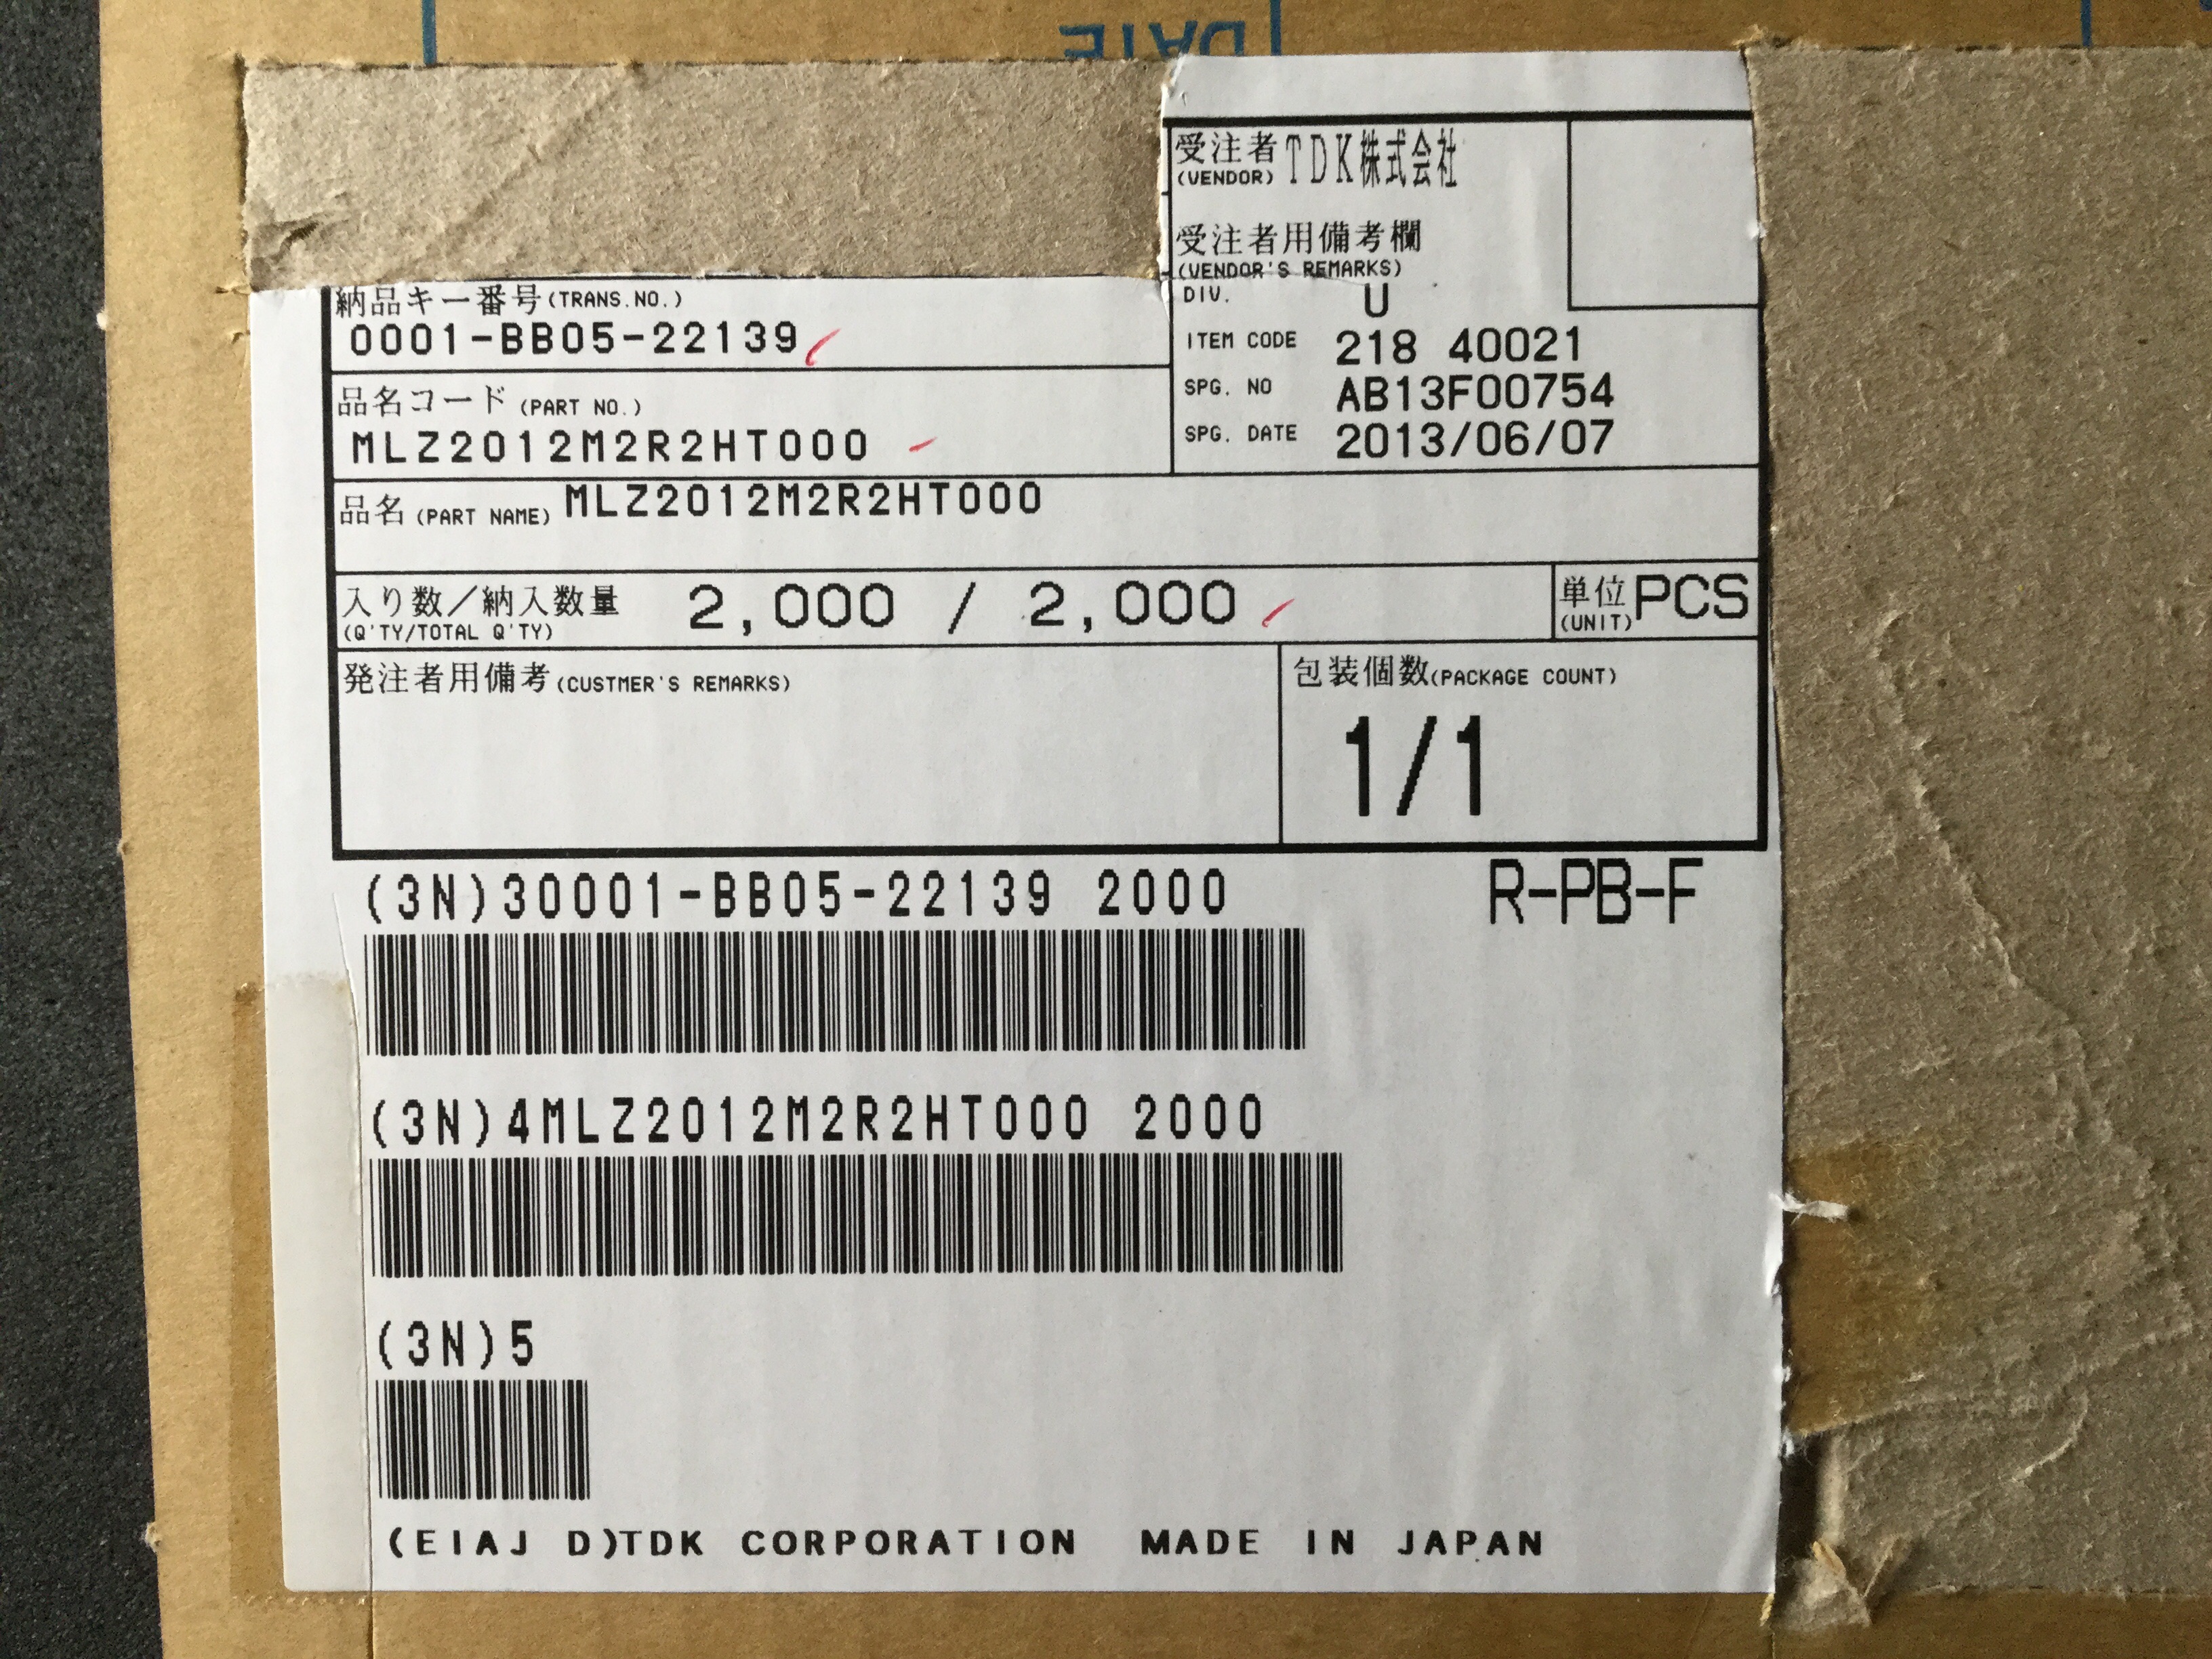 DATE
受注者 TDK株式会社
(VENDOR)
受注者用備考欄
(VENDOR'S REMARKS)
DIV. U
ITEM CODE 218 40021
SPG. NO AB13F00754
SPG. DATE 2013/06/07
納品キー番号(TRANS.NO.)
0001-BB05-22139
品名コード(PART NO.)
MLZ2012M2R2HT000
品名(PART NAME) MLZ2012M2R2HT000
入り数/納入数量 2,000 / 2,000
(Q'TY/TOTAL Q'TY)
単位 PCS
(UNIT)
発注者用備考(CUSTMER'S REMARKS)
包装個数(PACKAGE COUNT)
1/1
(3N)30001-BB05-22139 2000 R-PB-F
(3N)4MLZ2012M2R2HT000 2000
(3N)5
(EIAJ D)TDK CORPORATION MADE IN JAPAN